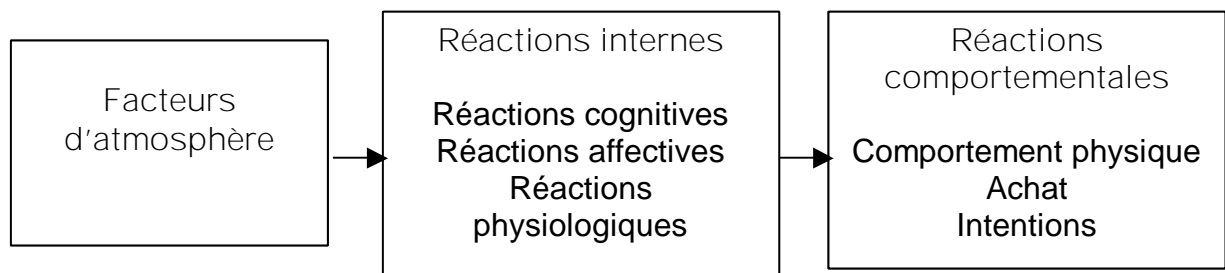 Facteurs
d'atmosphère
Réactions internes
Réactions cognitives
Réactions affectives
Réactions
physiologiques
Réactions
comportementales
Comportement physique
Achat
Intentions